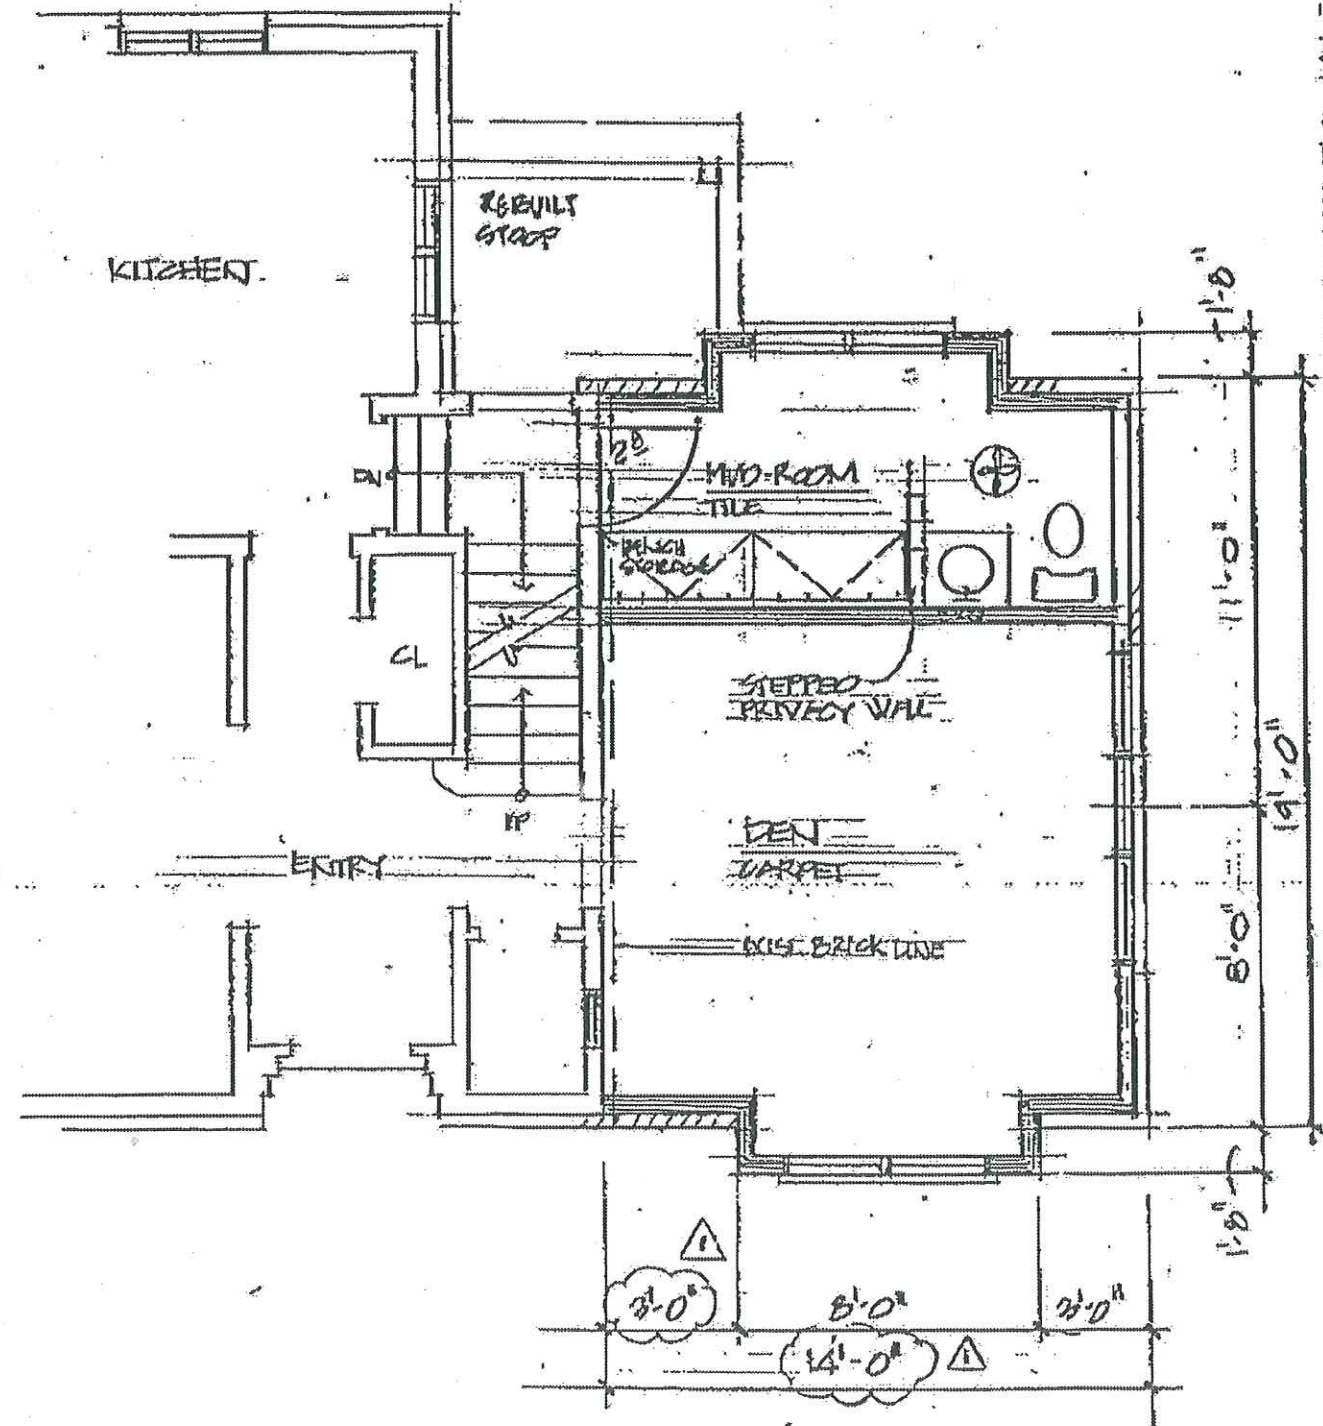 REBUILT
STOOP
KITCHEN
1'-8"
DN
MUD-ROOM
TILE
BENCH
STORAGE
11'-0"
CL
STEPPED
PRIVACY WALL
19'-0"
UP
DEN
CARPET
ENTRY
EXIST. BRICK LINE
8'-0"
1'-8"
1
3'-0"
8'-0"
3'-0"
14'-0"
1